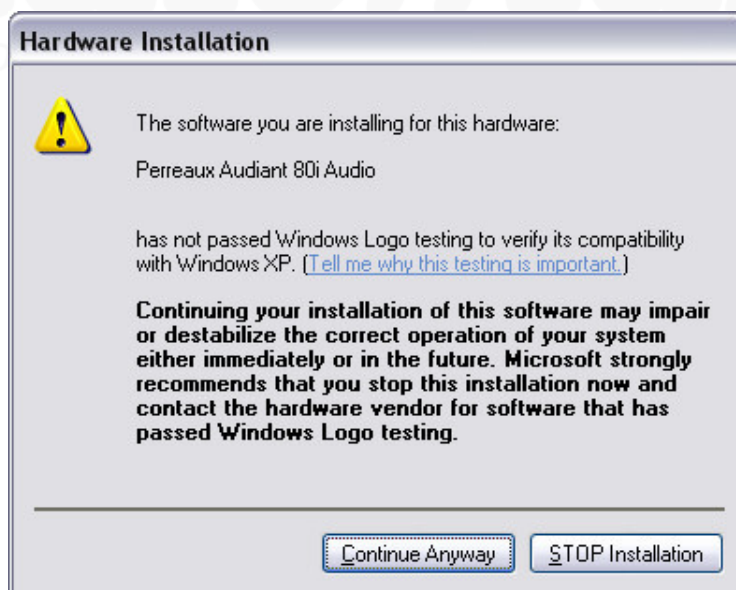 Hardware Installation
The software you are installing for this hardware:
Perreaux Audiant 80i Audio
has not passed Windows Logo testing to verify its compatibility
with Windows XP. (Tell me why this testing is important.)
Continuing your installation of this software may impair
or destabilize the correct operation of your system
either immediately or in the future. Microsoft strongly
recommends that you stop this installation now and
contact the hardware vendor for software that has
passed Windows Logo testing.
Continue Anyway
STOP Installation